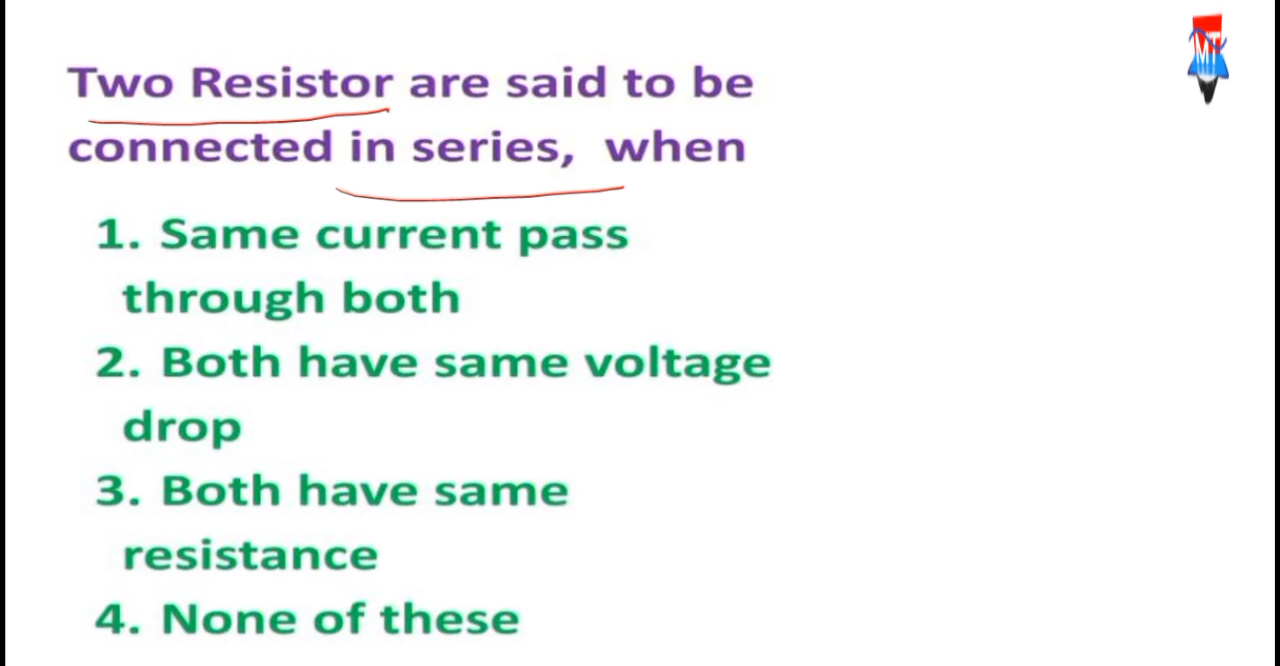 MT
Two Resistor are said to be
connected in series, when
1. Same current pass
through both
2. Both have same voltage
drop
3. Both have same
resistance
4. None of these